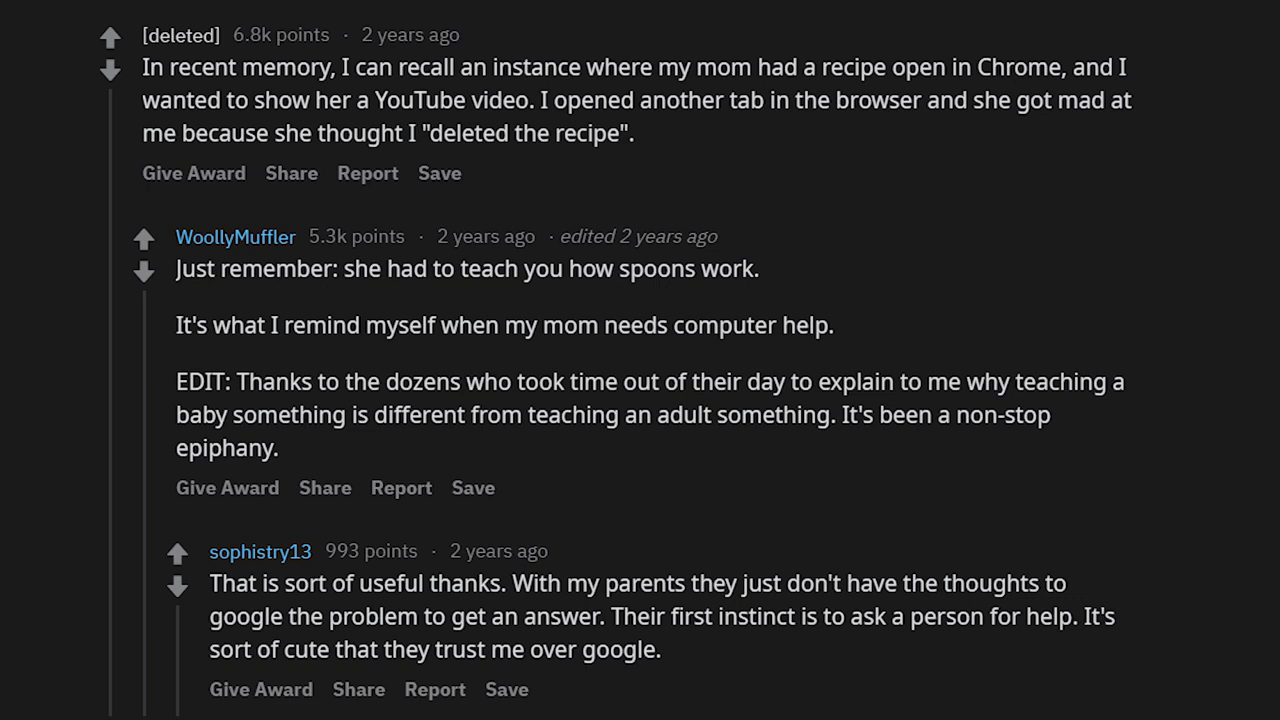 [deleted] 6.8k points · 2 years ago
In recent memory, I can recall an instance where my mom had a recipe open in Chrome, and I
wanted to show her a YouTube video. I opened another tab in the browser and she got mad at
me because she thought I "deleted the recipe".
Give Award Share Report Save
WoollyMuffler 5.3k points · 2 years ago · edited 2 years ago
Just remember: she had to teach you how spoons work.
It's what I remind myself when my mom needs computer help.
EDIT: Thanks to the dozens who took time out of their day to explain to me why teaching a
baby something is different from teaching an adult something. It's been a non-stop
epiphany.
Give Award Share Report Save
sophistry13 993 points · 2 years ago
That is sort of useful thanks. With my parents they just don't have the thoughts to
google the problem to get an answer. Their first instinct is to ask a person for help. It's
sort of cute that they trust me over google.
Give Award Share Report Save